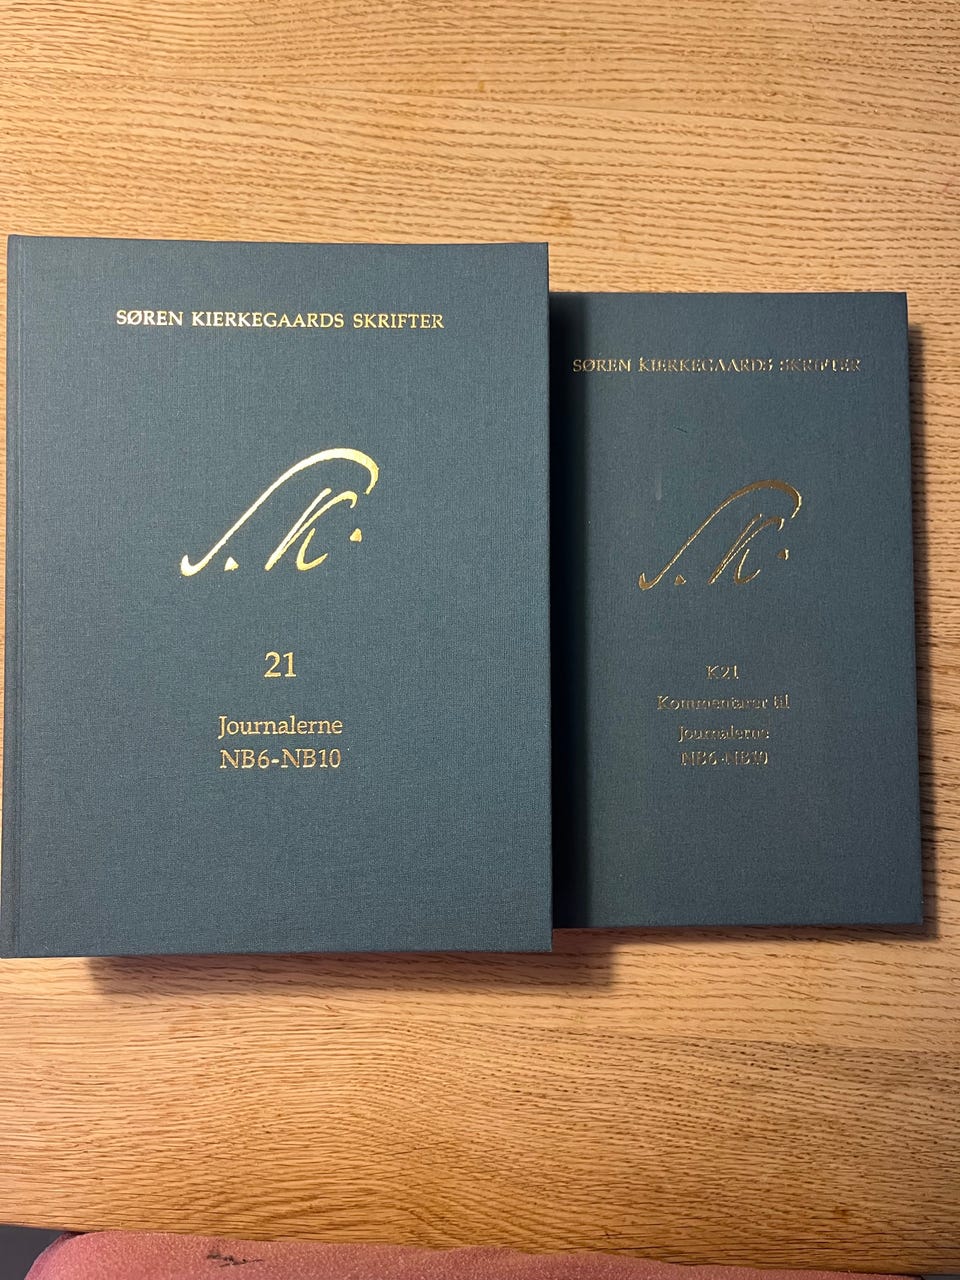 SØREN KIERKEGAARDS SKRIFTER
S. K.
21
Journalerne
NB6-NB10
SØREN KIERKEGAARDS SKRIFTER
S. K.
K21
Kommentarer til
Journalerne
NB6-NB10